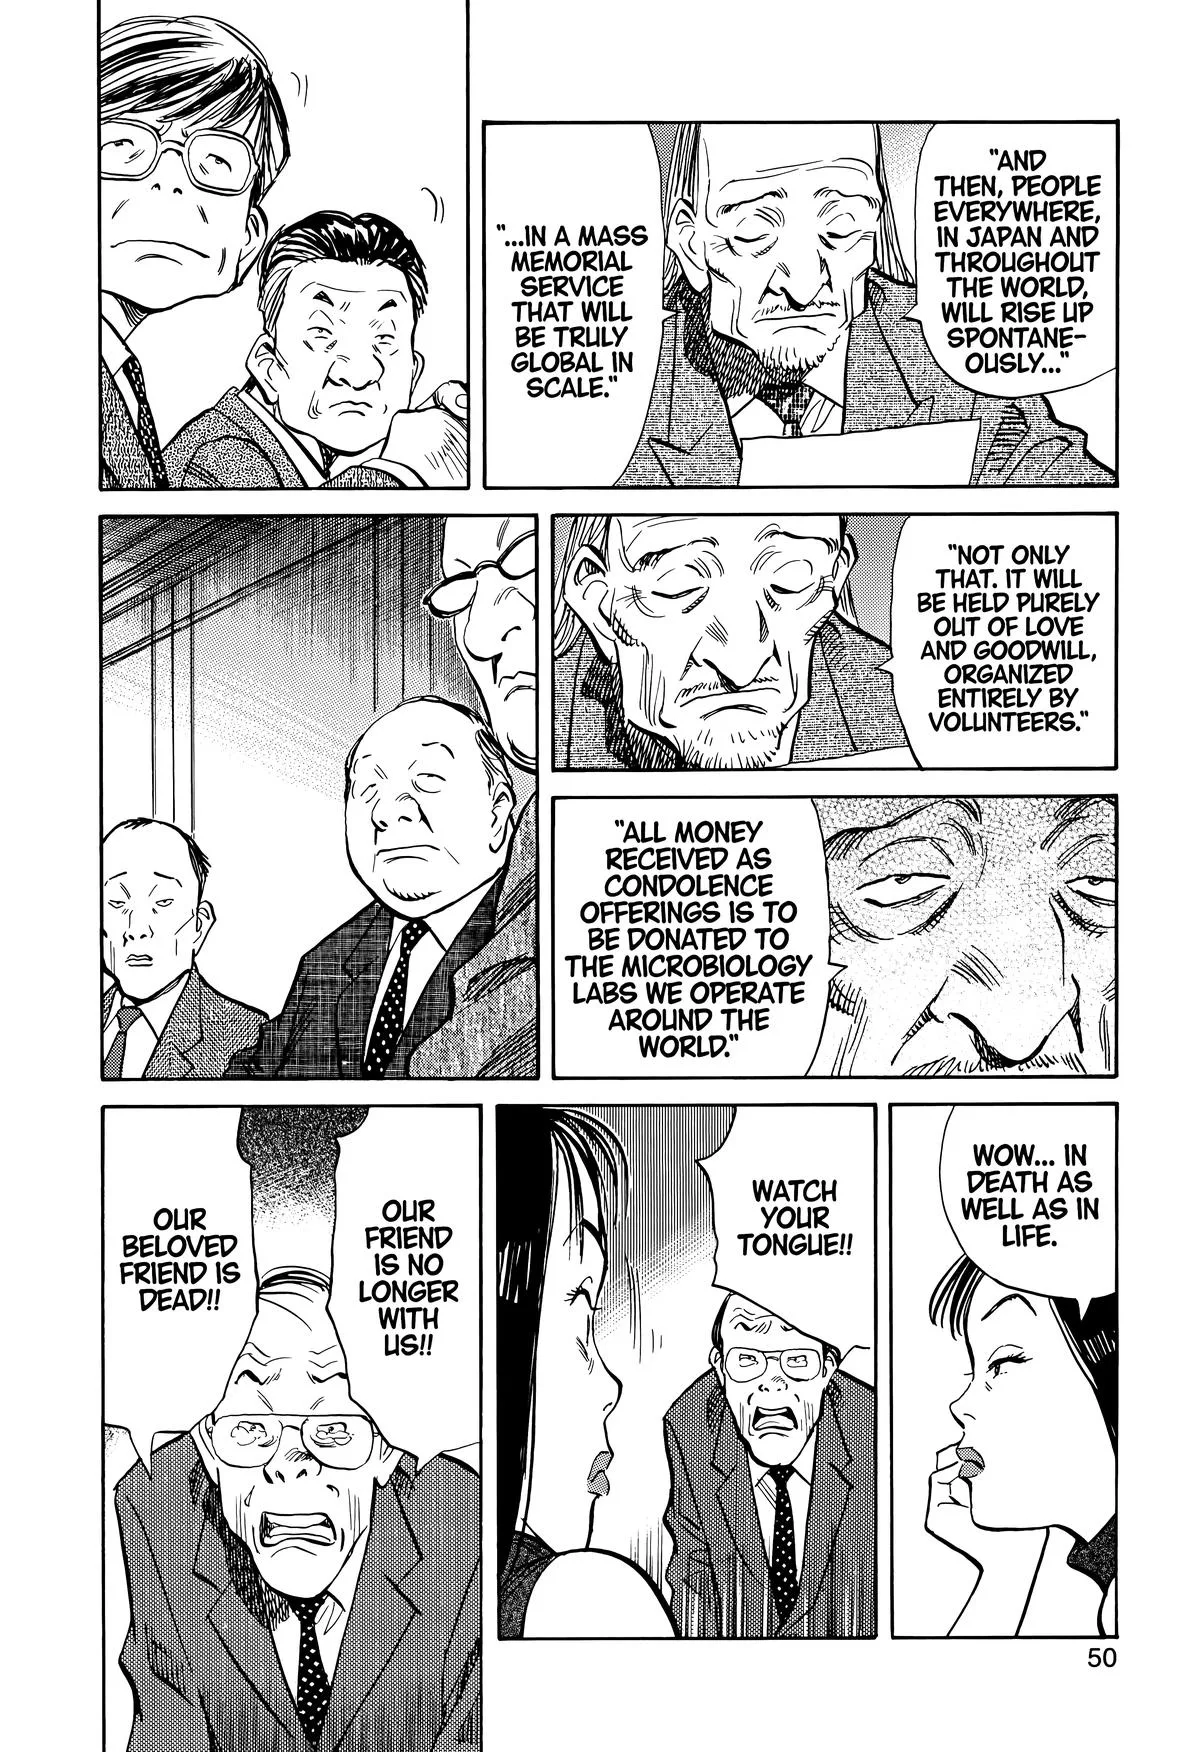 "AND
THEN, PEOPLE
EVERYWHERE,
IN JAPAN AND
THROUGHOUT
THE WORLD,
WILL RISE UP
SPONTANE-
OUSLY..."
"...IN A MASS
MEMORIAL
SERVICE
THAT WILL
BE TRULY
GLOBAL IN
SCALE."
"NOT ONLY
THAT. IT WILL
BE HELD PURELY
OUT OF LOVE
AND GOODWILL,
ORGANIZED
ENTIRELY BY
VOLUNTEERS."
"ALL MONEY
RECEIVED AS
CONDOLENCE
OFFERINGS IS TO
BE DONATED TO
THE MICROBIOLOGY
LABS WE OPERATE
AROUND THE
WORLD."
WOW... IN
DEATH AS
WELL AS IN
LIFE.
WATCH
YOUR
TONGUE!!
OUR
FRIEND
IS NO
LONGER
WITH
US!!
OUR
BELOVED
FRIEND IS
DEAD!!
50